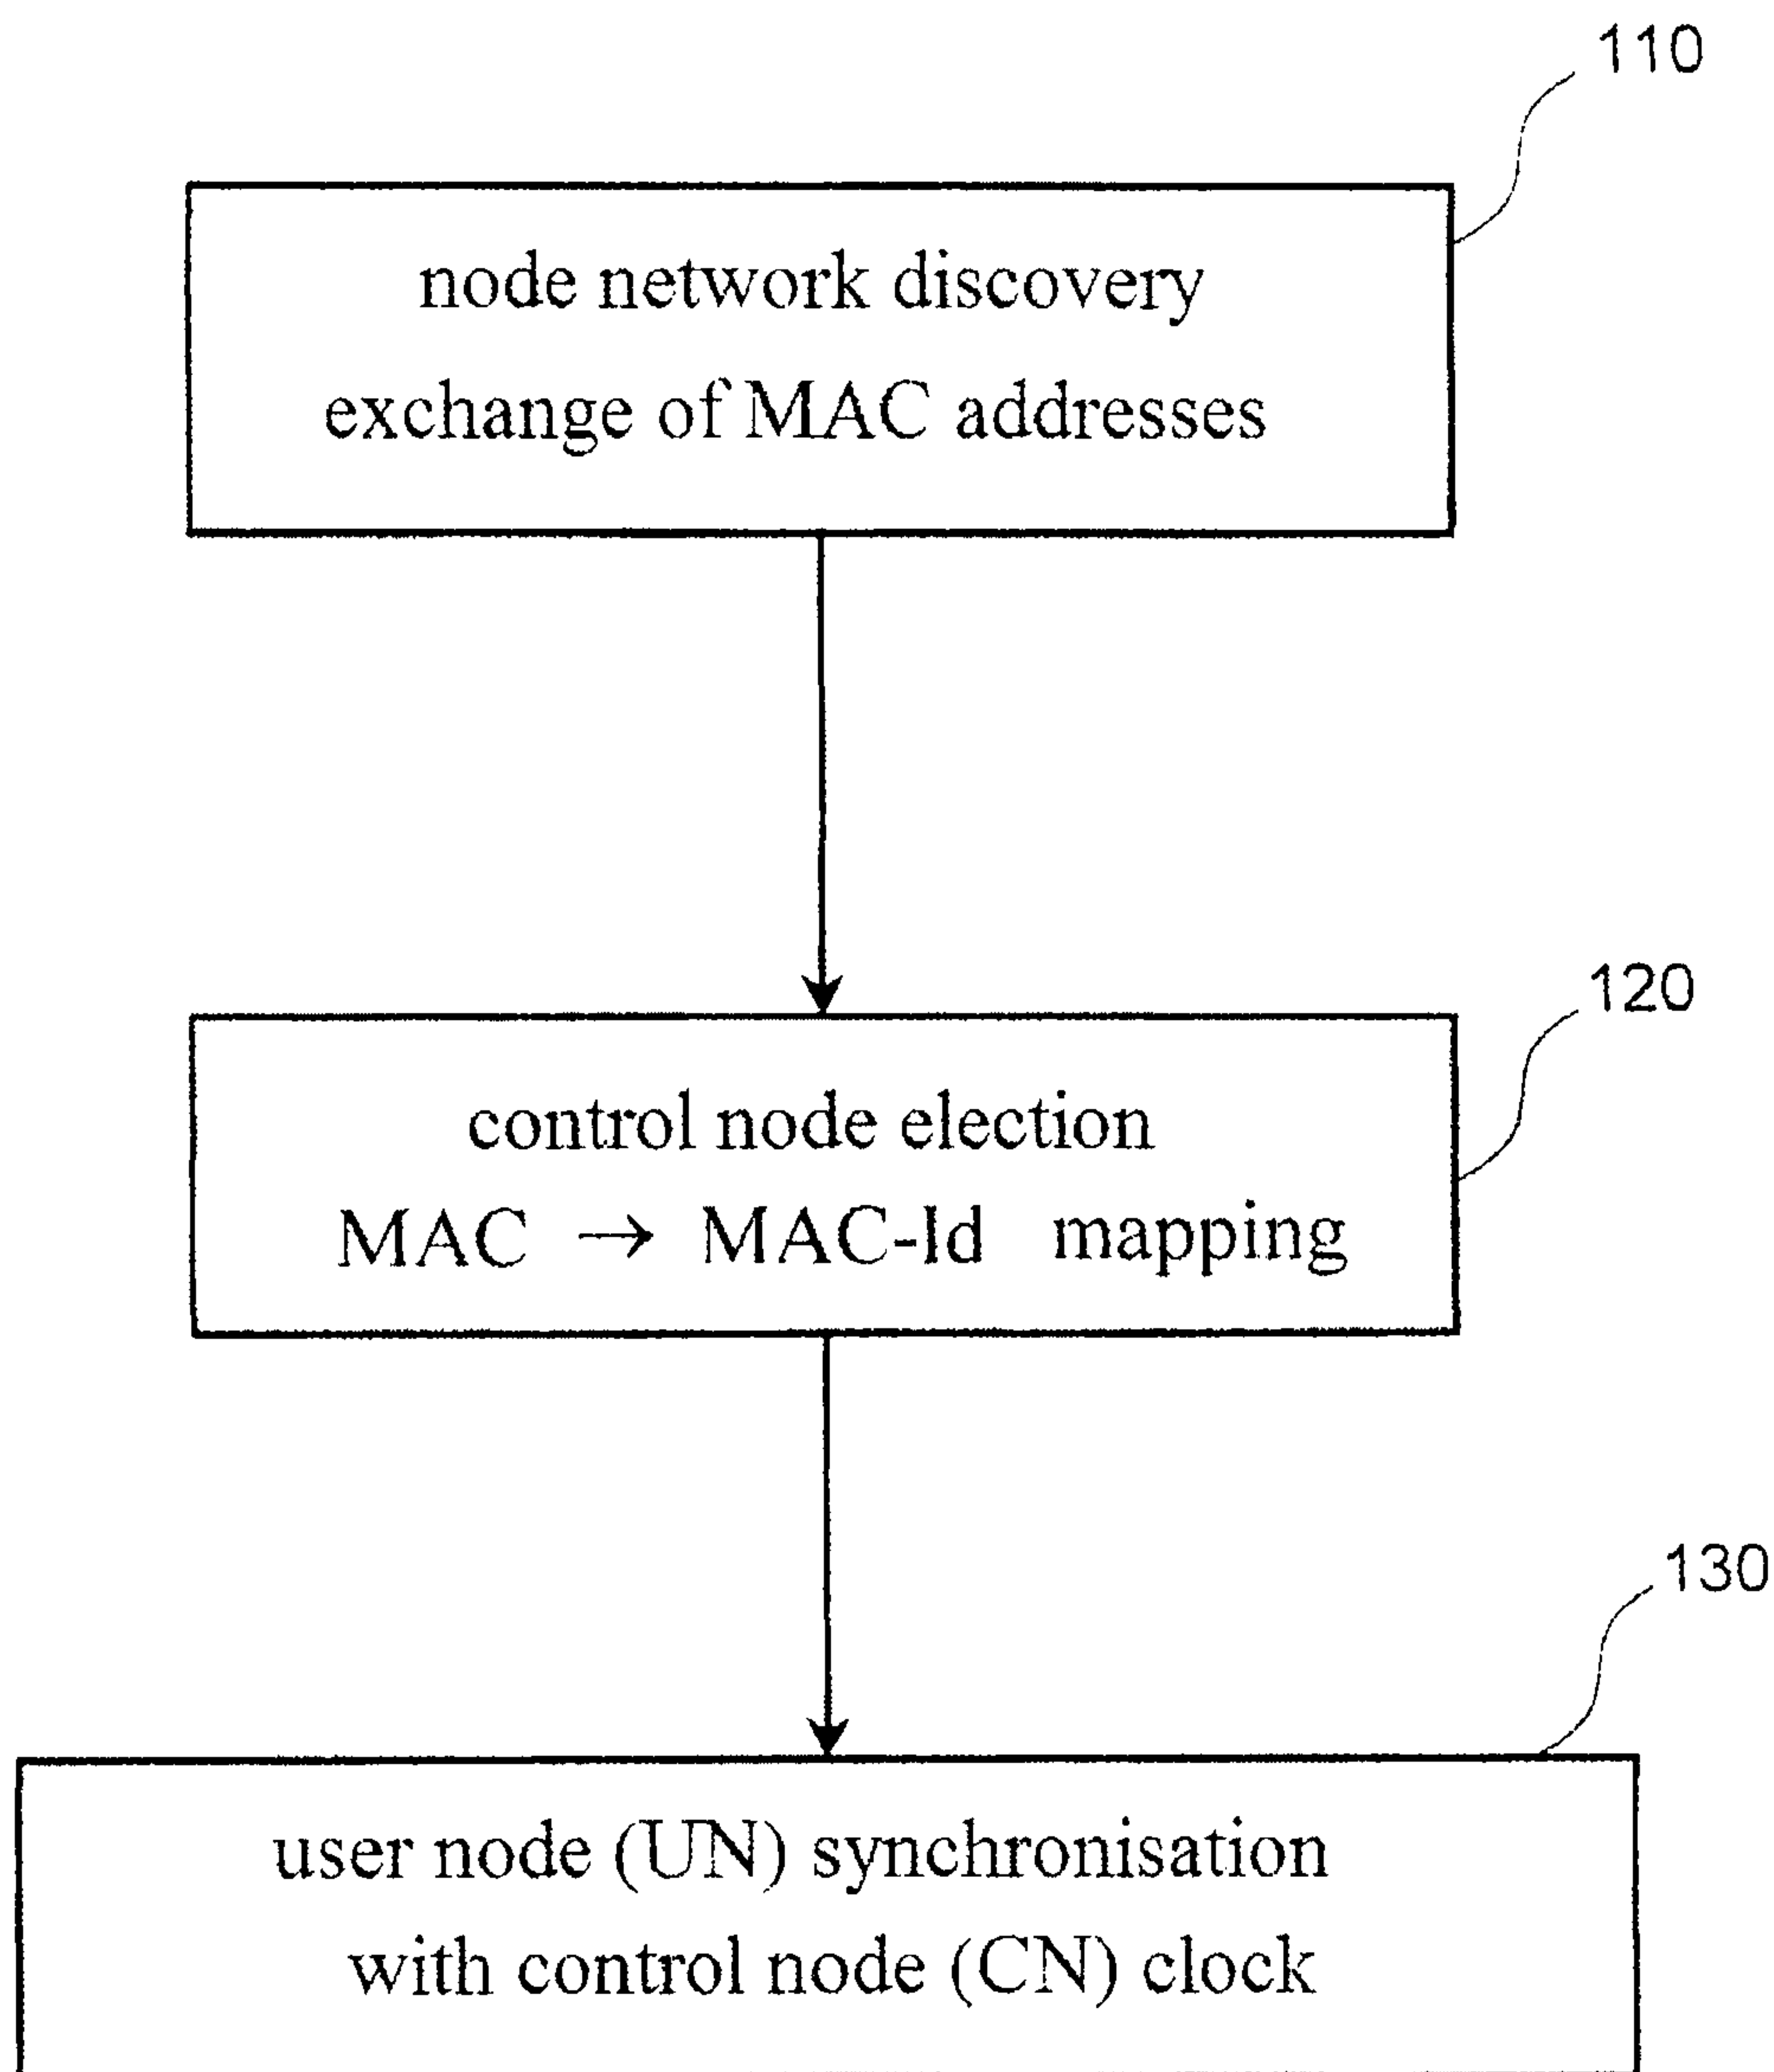 110
node network discovery
exchange of MAC addresses
120
control node election
MAC → MAC-Id mapping
130
user node (UN) synchronisation
with control node (CN) clock